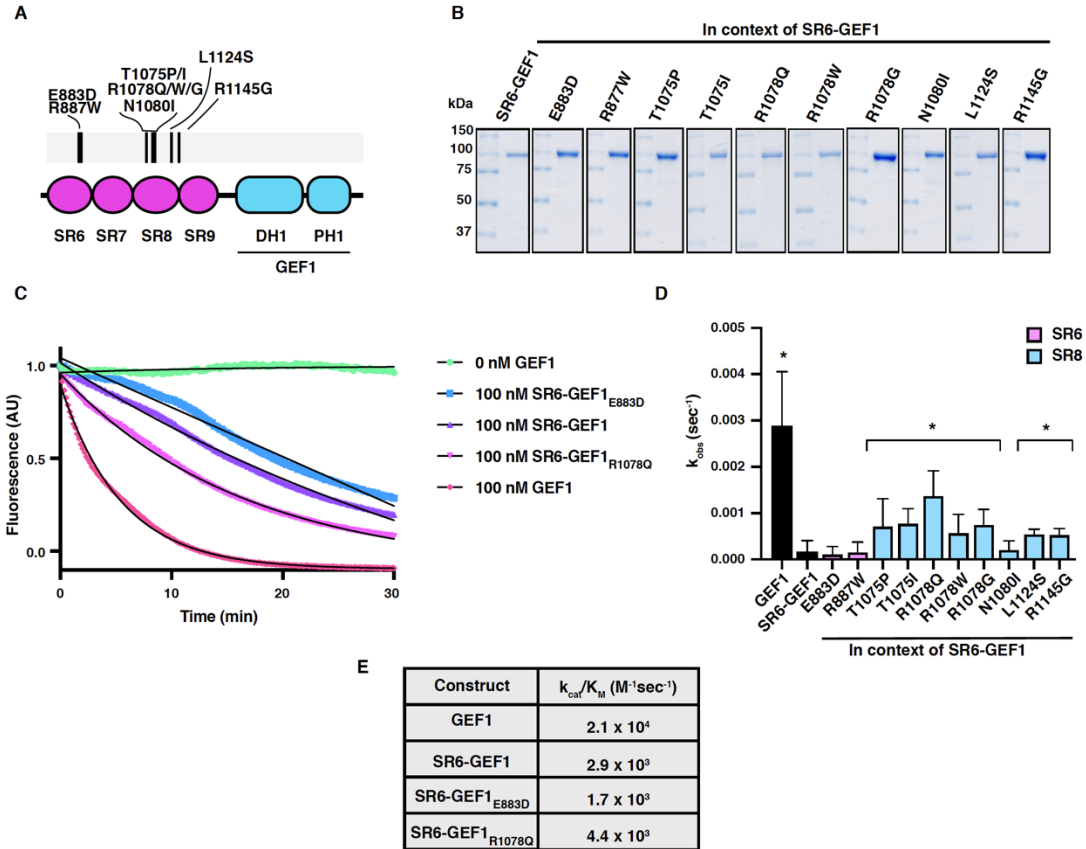 A
L1124S
T1075P/I
R1078Q/W/G
E883D
R887W
N1080I
R1145G
SR6 SR7 SR8 SR9 DH1 PH1
GEF1
B
In context of SR6-GEF1
kDa
SR6-GEF1 E883D R877W T1075P T1075I R1078Q R1078W R1078G N1080I L1124S R1145G
150
100
75
50
37
C
Fluorescence (AU)
1.0
0.5
0.0
0 10 20 30
Time (min)
0 nM GEF1
100 nM SR6-GEF1E883D
100 nM SR6-GEF1
100 nM SR6-GEF1R1078Q
100 nM GEF1
D
SR6
SR8
kobs (sec-1)
0.005
0.004
0.003
0.002
0.001
0.000
*
*
*
GEF1 SR6-GEF1 E883D R887W T1075P T1075I R1078Q R1078W R1078G N1080I L1124S R1145G
In context of SR6-GEF1
E
Construct kcat/KM (M-1sec-1)
GEF1 2.1 x 10⁴
SR6-GEF1 2.9 x 10³
SR6-GEF1E883D 1.7 x 10³
SR6-GEF1R1078Q 4.4 x 10³